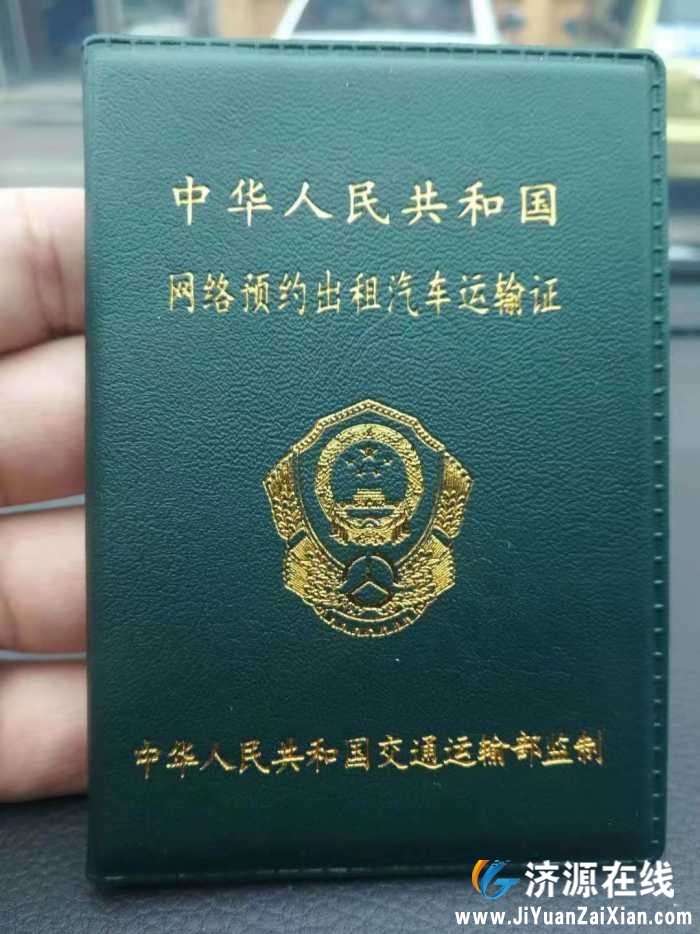 中华人民共和国
网络预约出租汽车运输证
中华人民共和国交通运输部监制
济源在线
www.JiYuanZaiXian.com